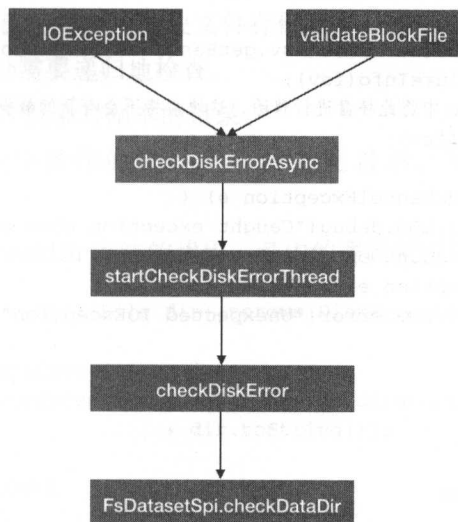 IOException
validateBlockFile
checkDiskErrorAsync
startCheckDiskErrorThread
checkDiskError
FsDatasetSpi.checkDataDir